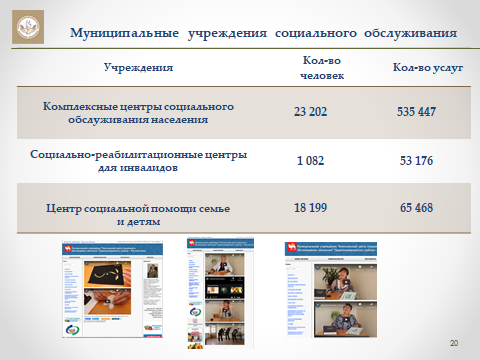 Муниципальные учреждения социального обслуживания
Учреждения
Кол-во
человек
Кол-во услуг
Комплексные центры социального
обслуживания населения
23 202
535 447
Социально-реабилитационные центры
для инвалидов
1 082
53 176
Центр социальной помощи семье
и детям
18 199
65 468
20